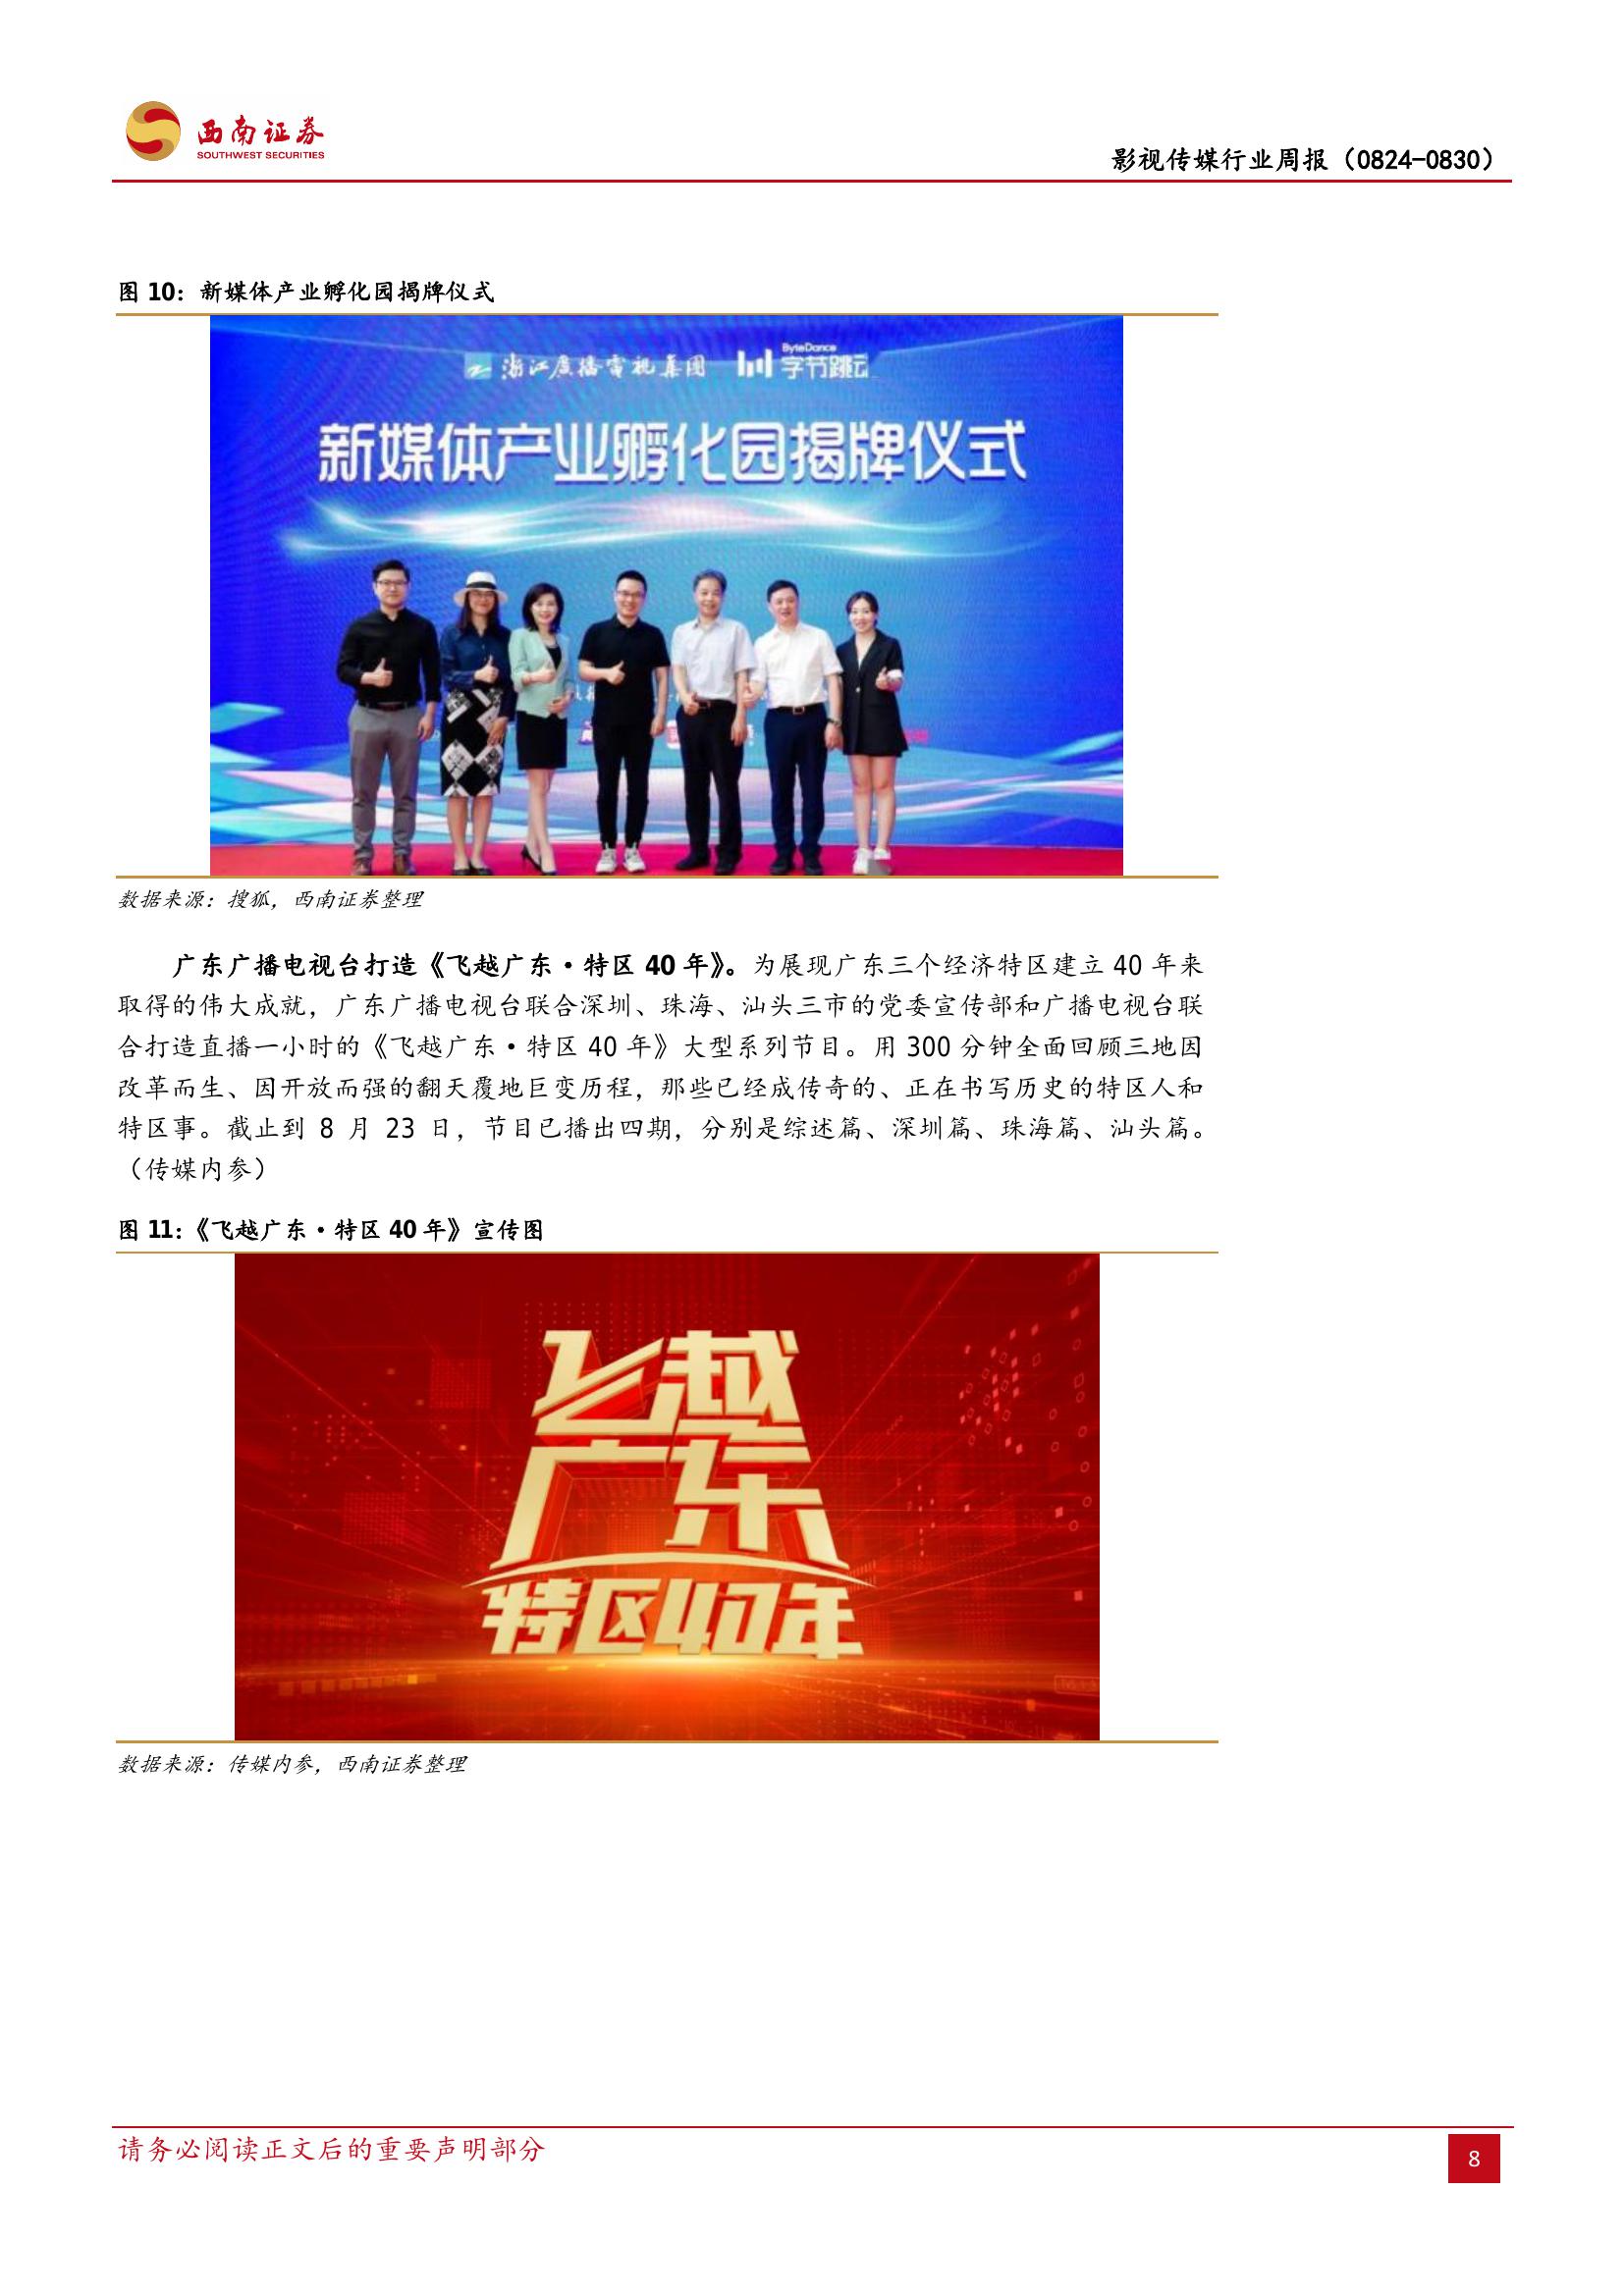 西南证券
SOUTHWEST SECURITIES
影视传媒行业周报（0824-0830）
图 10：新媒体产业孵化园揭牌仪式
浙江廣播電視集团
ByteDance
字节跳动
新媒体产业孵化园揭牌仪式
数据来源：搜狐，西南证券整理
广东广播电视台打造《飞越广东·特区 40 年》。为展现广东三个经济特区建立 40 年来
取得的伟大成就，广东广播电视台联合深圳、珠海、汕头三市的党委宣传部和广播电视台联
合打造直播一小时的《飞越广东·特区 40 年》大型系列节目。用 300 分钟全面回顾三地因
改革而生、因开放而强的翻天覆地巨变历程，那些已经成传奇的、正在书写历史的特区人和
特区事。截止到 8 月 23 日，节目已播出四期，分别是综述篇、深圳篇、珠海篇、汕头篇。
（传媒内参）
图 11：《飞越广东·特区 40 年》宣传图
飞越
广东
特区40年
数据来源：传媒内参，西南证券整理
请务必阅读正文后的重要声明部分
8